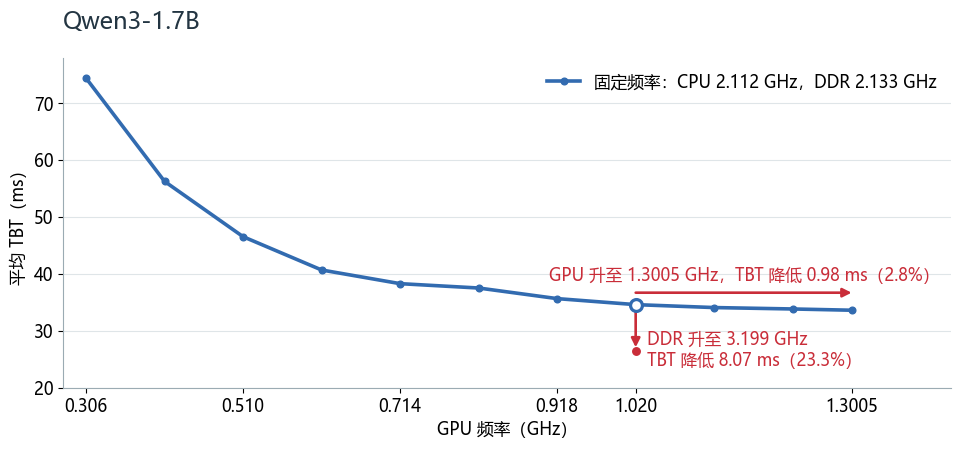 Qwen3-1.7B
固定频率：CPU 2.112 GHz，DDR 2.133 GHz
平均 TBT（ms）
70
60
50
40
30
20
GPU 升至 1.3005 GHz，TBT 降低 0.98 ms（2.8%）
DDR 升至 3.199 GHz
TBT 降低 8.07 ms（23.3%）
0.306 0.510 0.714 0.918 1.020 1.3005
GPU 频率（GHz）